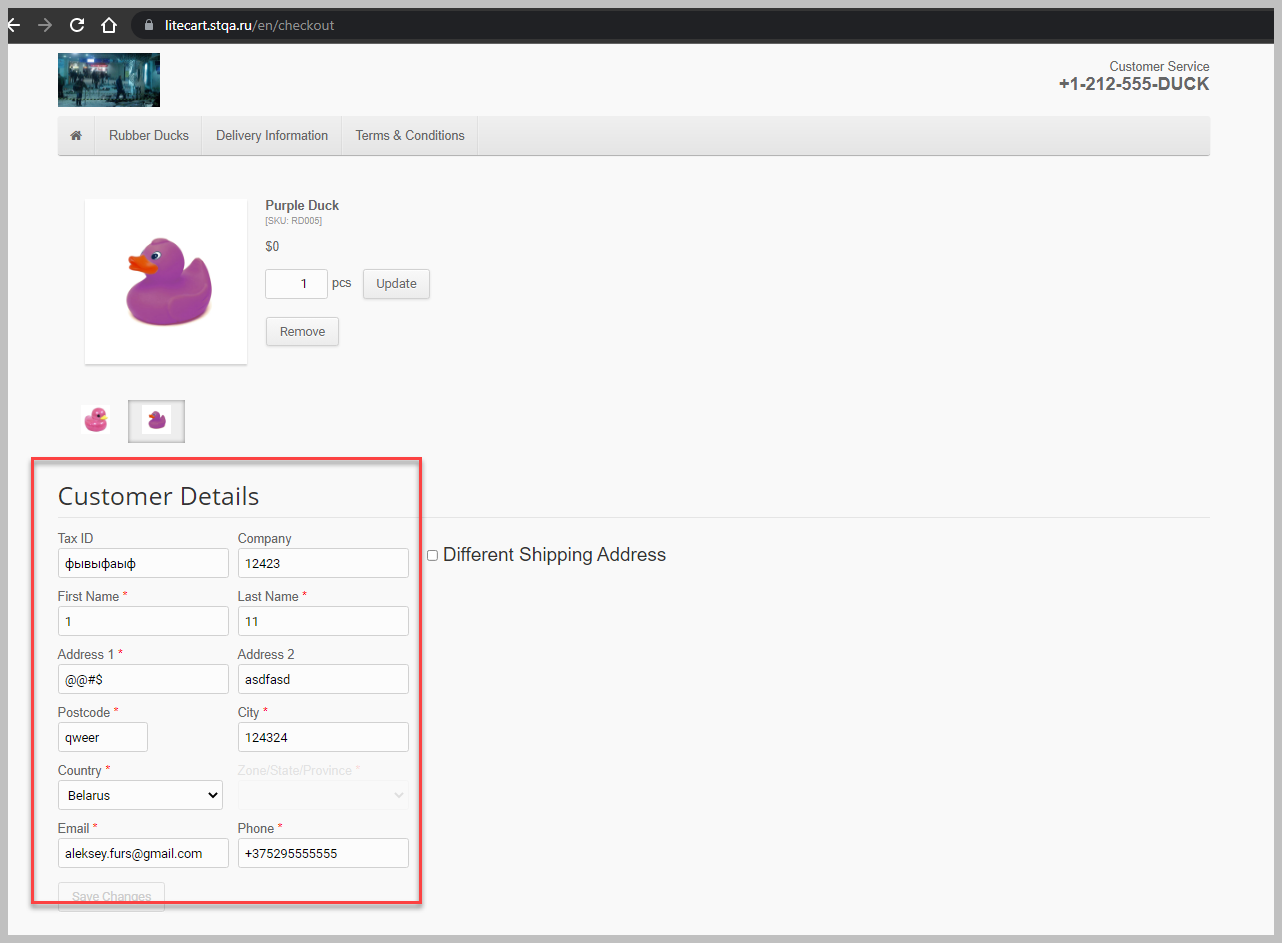 litecart.stqa.ru/en/checkout
Customer Service
+1-212-555-DUCK
Rubber Ducks Delivery Information Terms & Conditions
Purple Duck
[SKU: RD005]
$0
1 pcs Update
Remove
Customer Details
Tax ID Company
фывыфаыф 12423
Different Shipping Address
First Name * Last Name *
1 11
Address 1 * Address 2
@@#$ asdfasd
Postcode * City *
qweer 124324
Country * Zone/State/Province *
Belarus
Email * Phone *
aleksey.furs@gmail.com +375295555555
Save Changes